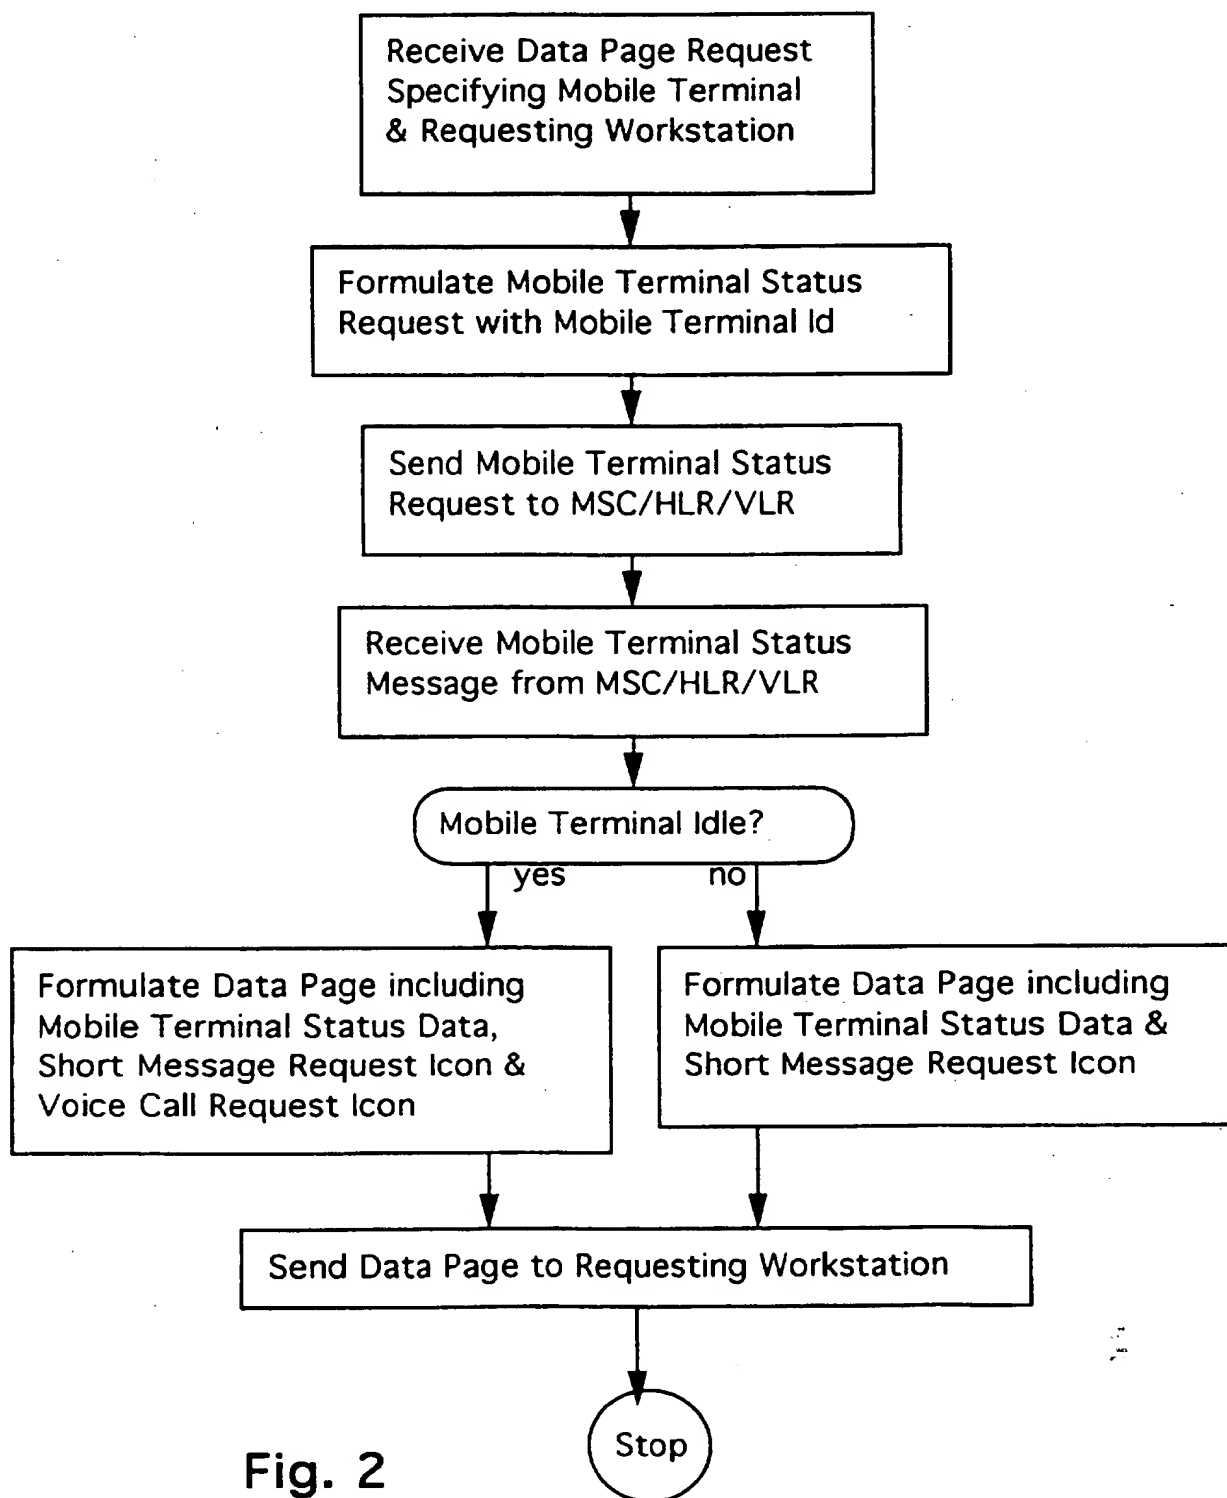 Receive Data Page Request
Specifying Mobile Terminal
& Requesting Workstation
Formulate Mobile Terminal Status
Request with Mobile Terminal Id
Send Mobile Terminal Status
Request to MSC/HLR/VLR
Receive Mobile Terminal Status
Message from MSC/HLR/VLR
Mobile Terminal Idle?
yes
no
Formulate Data Page including
Mobile Terminal Status Data,
Short Message Request Icon &
Voice Call Request Icon
Formulate Data Page including
Mobile Terminal Status Data &
Short Message Request Icon
Send Data Page to Requesting Workstation
Stop
Fig. 2